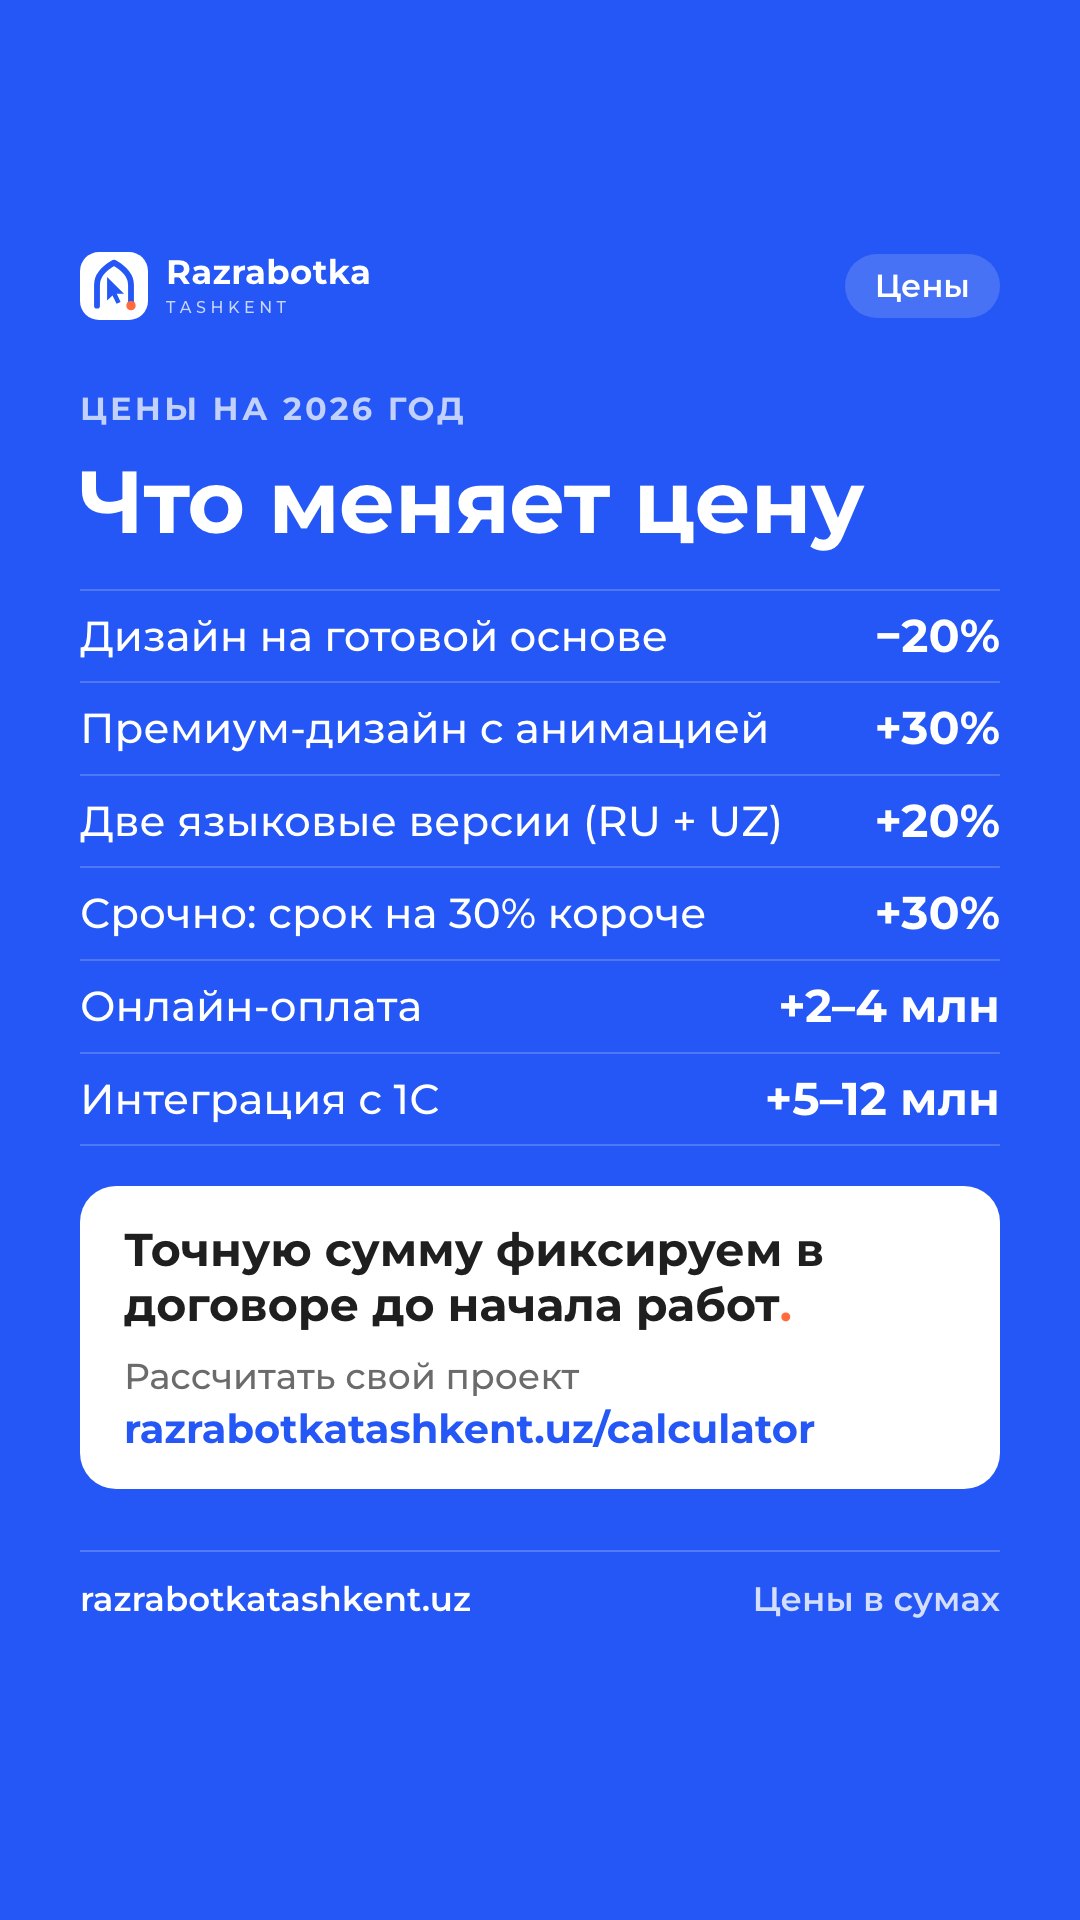 Razrabotka
TASHKENT
Цены
ЦЕНЫ НА 2026 ГОД
Что меняет цену
Дизайн на готовой основе −20%
Премиум-дизайн с анимацией +30%
Две языковые версии (RU + UZ) +20%
Срочно: срок на 30% короче +30%
Онлайн-оплата +2–4 млн
Интеграция с 1С +5–12 млн
Точную сумму фиксируем в
договоре до начала работ.
Рассчитать свой проект
razrabotkatashkent.uz/calculator
razrabotkatashkent.uz
Цены в сумах